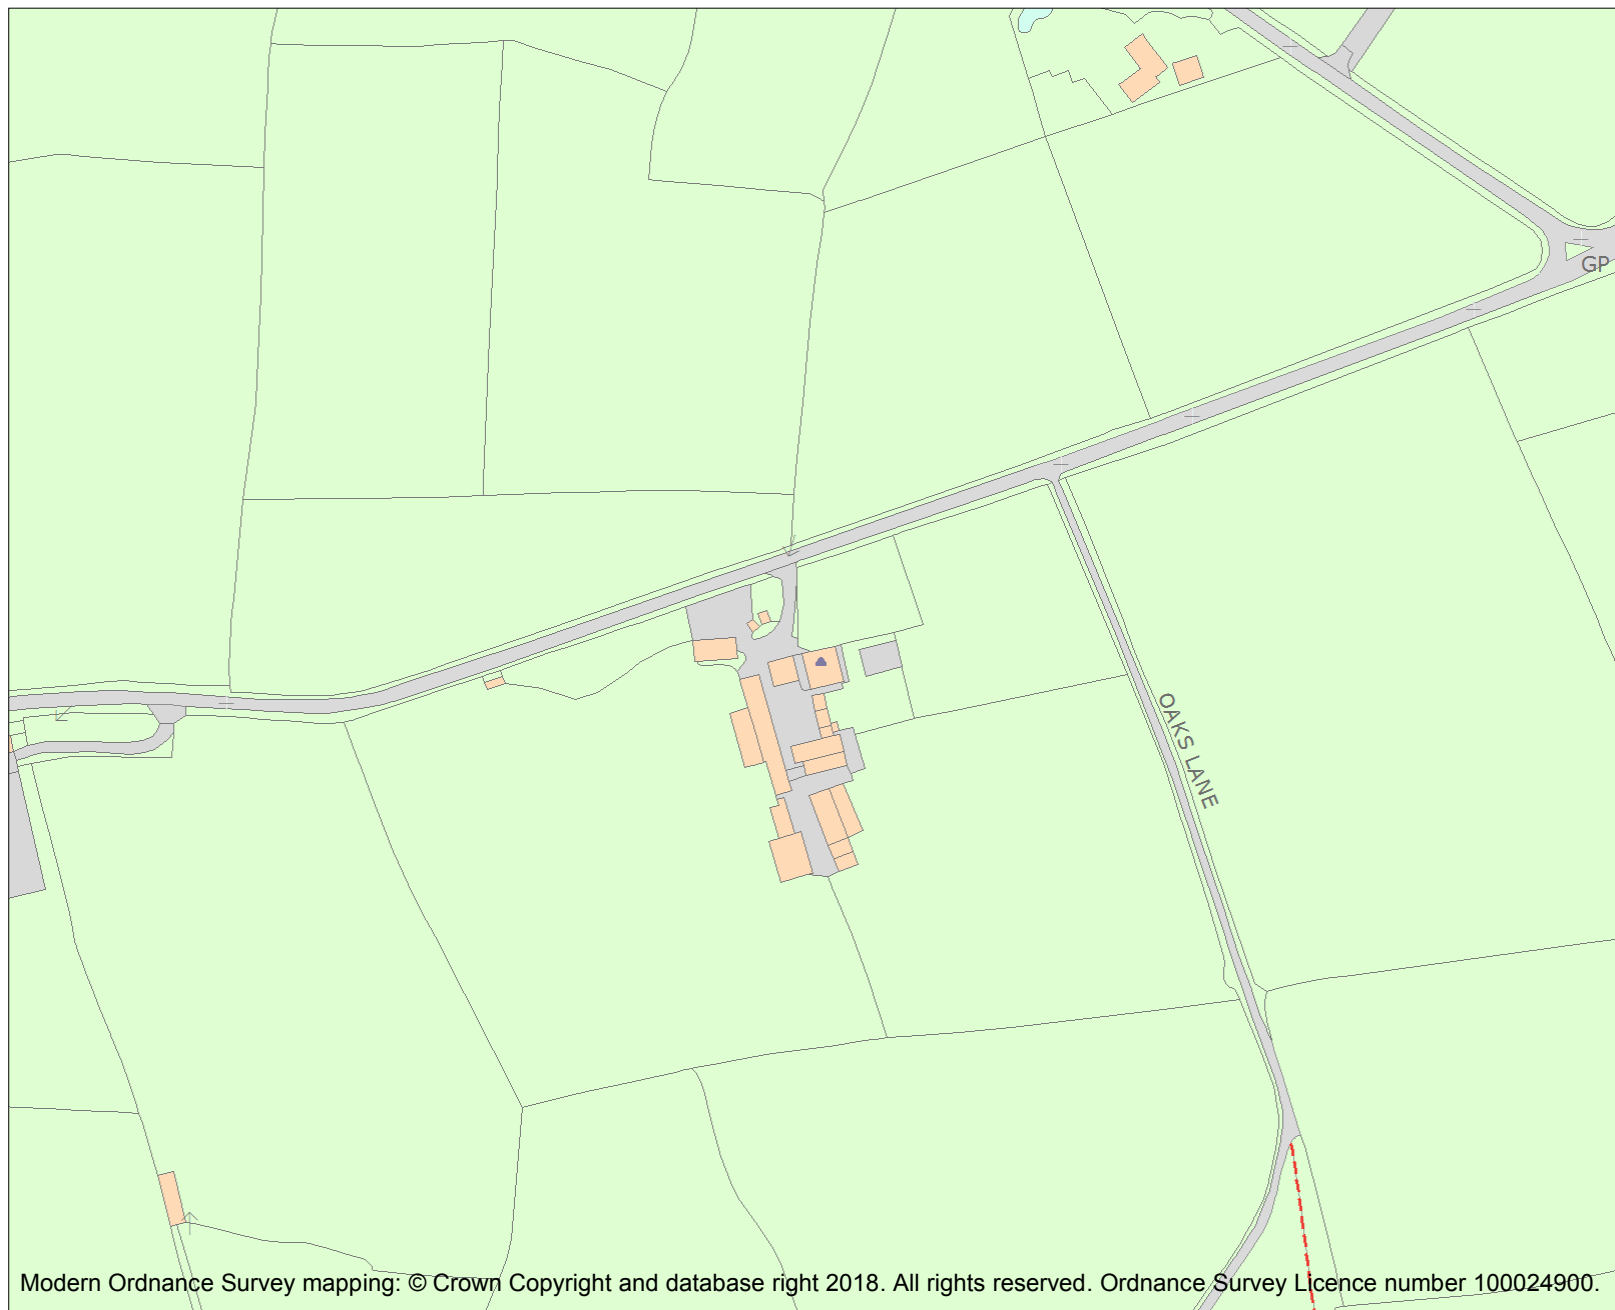 GP
OAKS LANE
Modern Ordnance Survey mapping: © Crown Copyright and database right 2018. All rights reserved. Ordnance Survey Licence number 100024900.